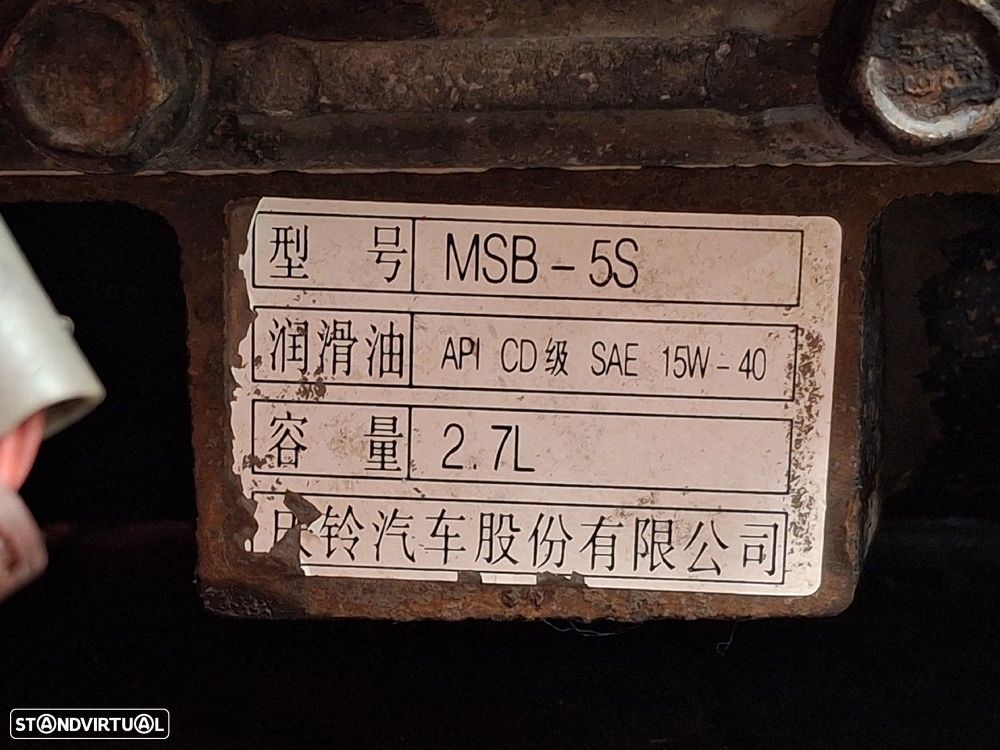 型 号 MSB - 5S
润滑油 API CD级 SAE 15W - 40
容 量 2.7L
庆铃汽车股份有限公司
STANDVIRTUAL